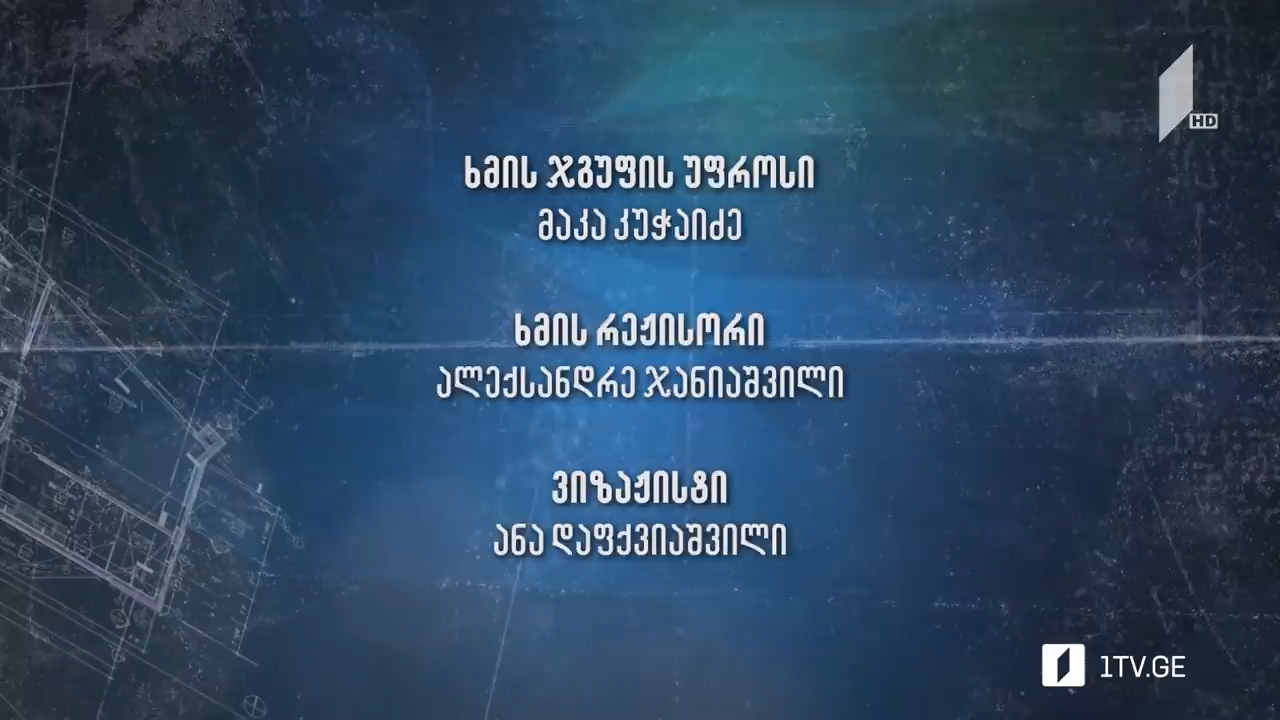 HD
ხმის ჯგუფის უფროსი
მაკა კუჭაიძე
ხმის რეჟისორი
ალექსანდრე ჯანიაშვილი
ვიზაჟისტი
ანა დაფქვიაშვილი
1TV.GE